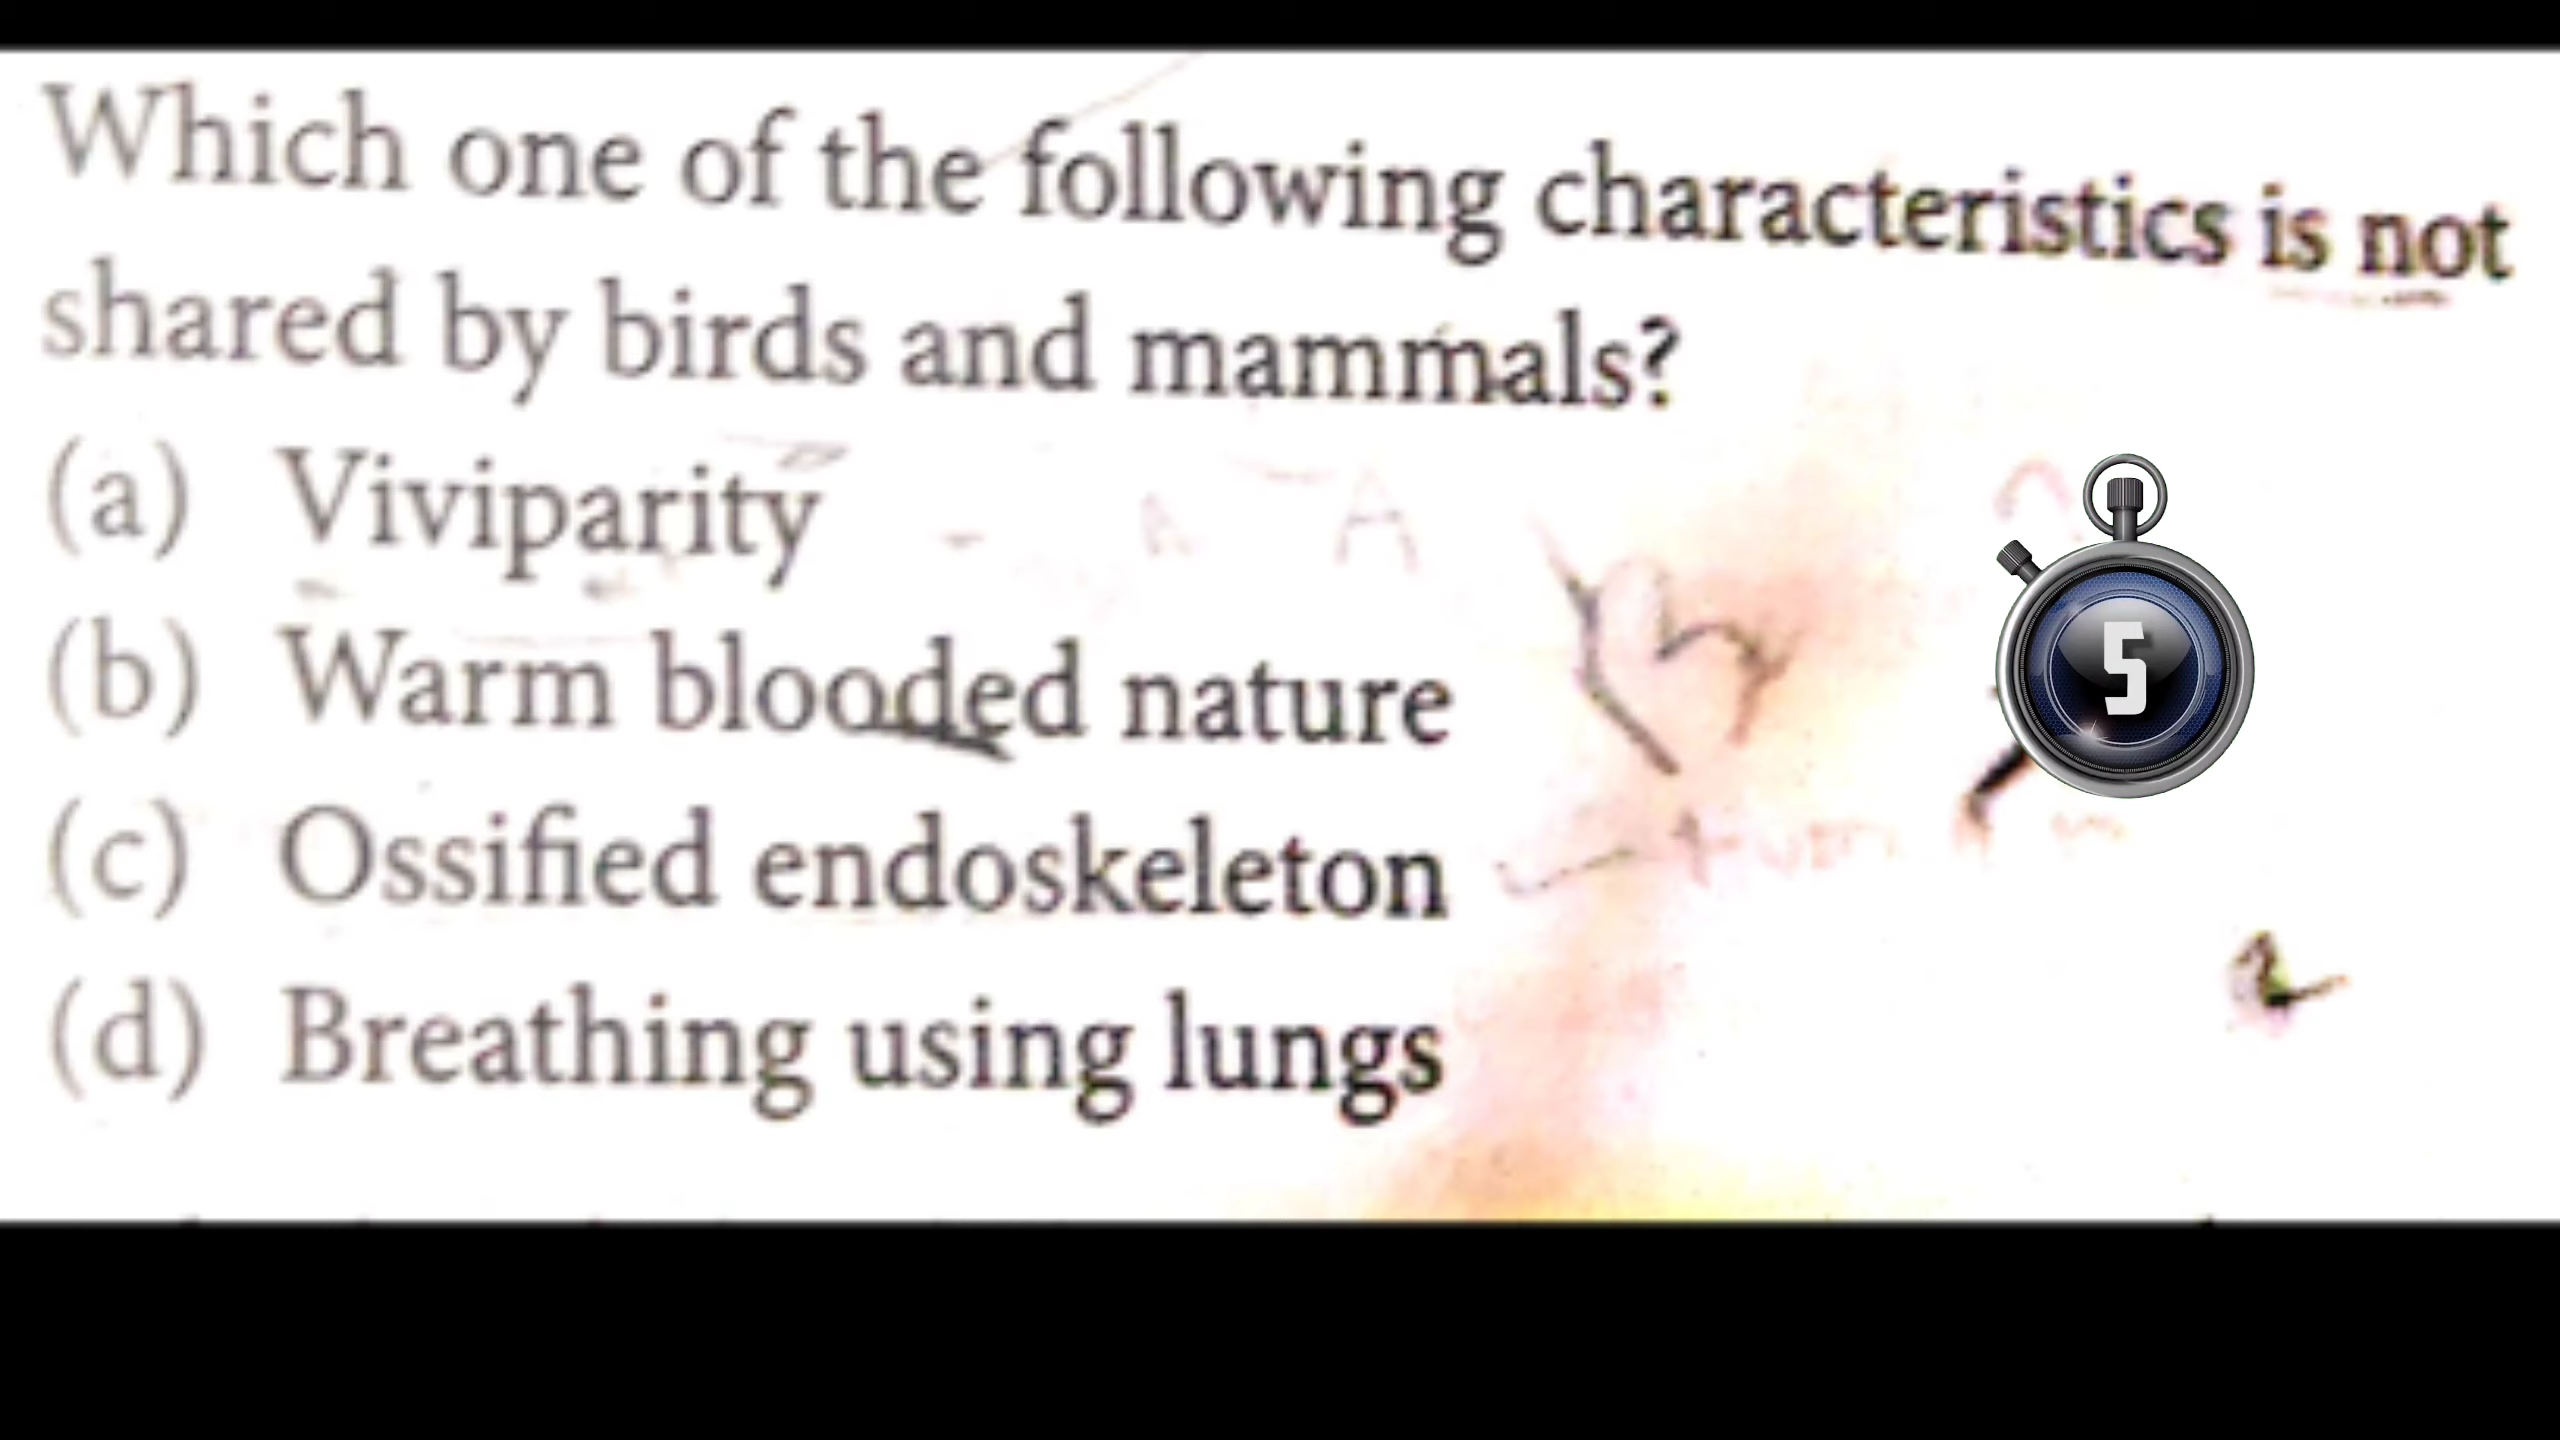 Which one of the following characteristics is not
shared by birds and mammals?
(a) Viviparity
(b) Warm blooded nature
(c) Ossified endoskeleton
(d) Breathing using lungs
5